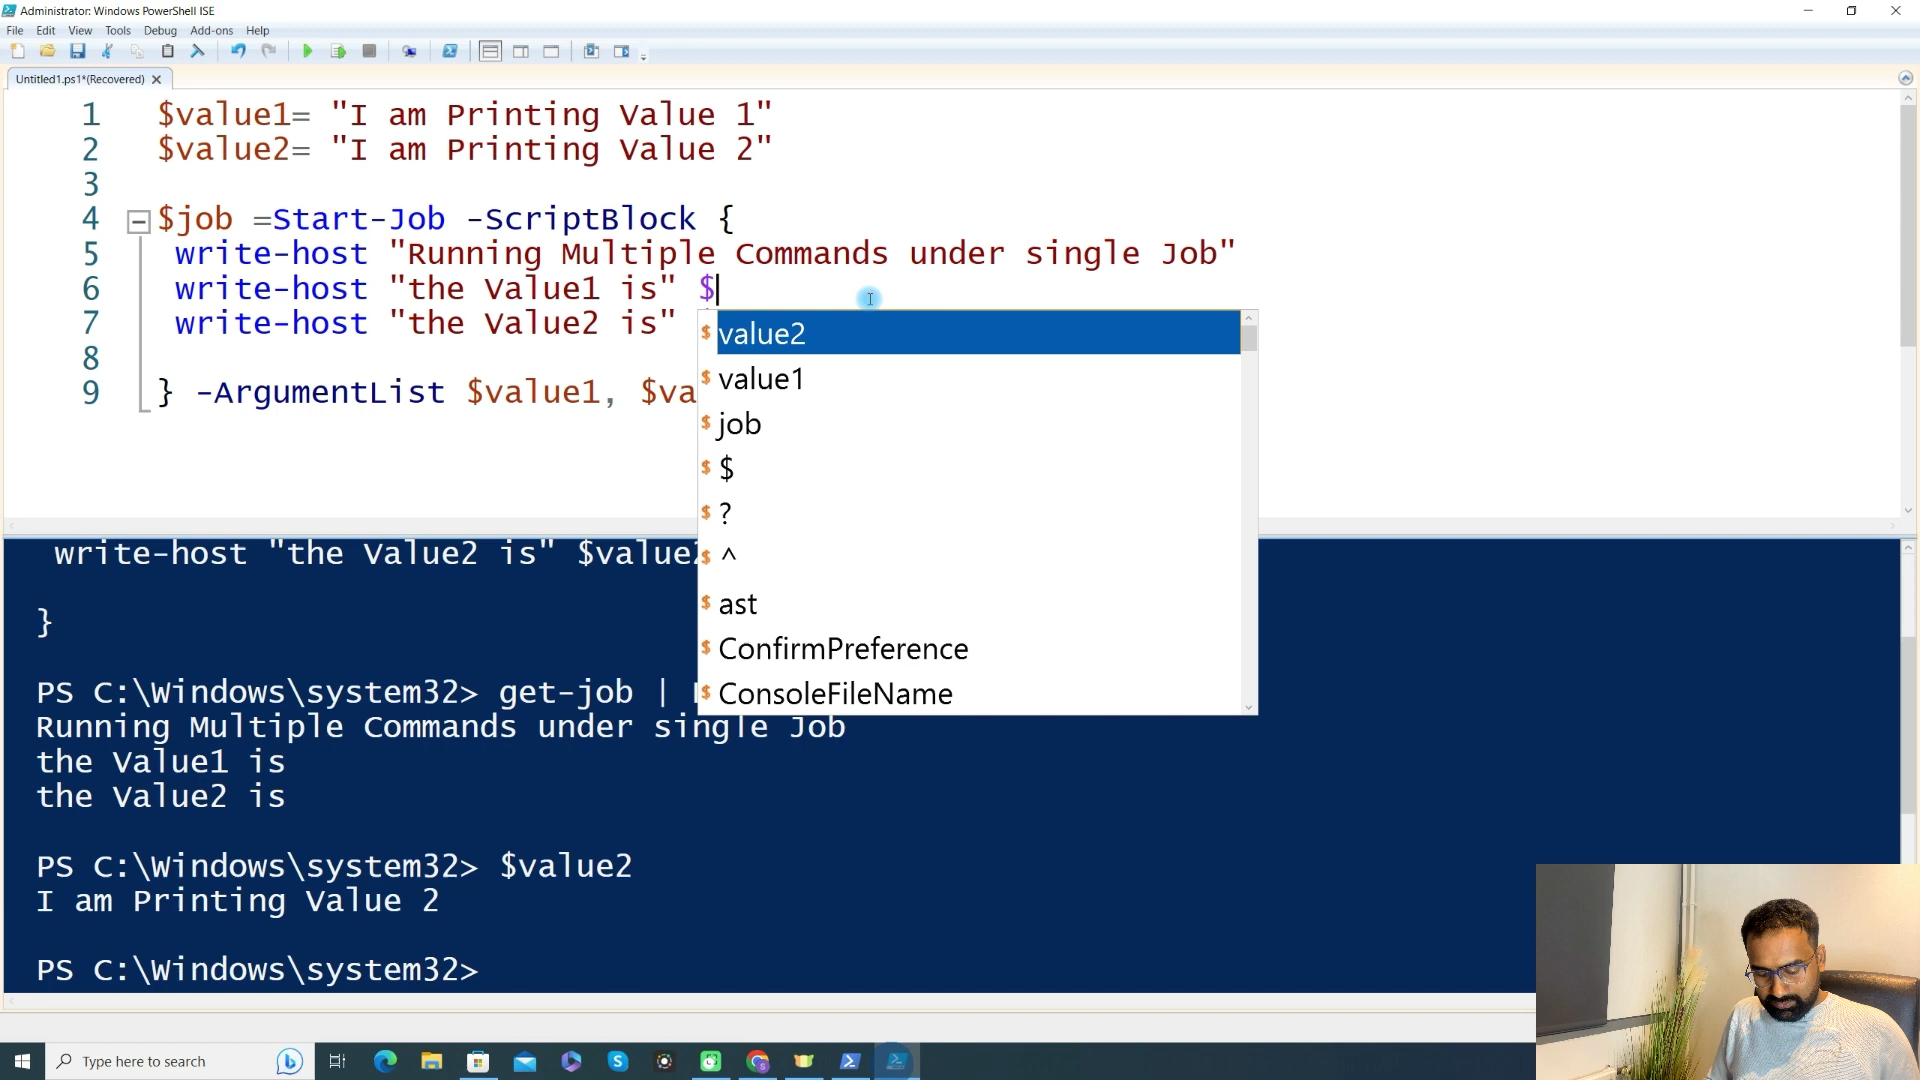 Administrator: Windows PowerShell ISE
File Edit View Tools Debug Add-ons Help
Untitled1.ps1*(Recovered)
1 $value1= "I am Printing Value 1"
2 $value2= "I am Printing Value 2"
3
4 $job =Start-Job -ScriptBlock {
5 write-host "Running Multiple Commands under single Job"
6 write-host "the Value1 is" $
7 write-host "the Value2 is"
8
9 } -ArgumentList $value1, $va
$ value2
$ value1
$ job
$ $
$ ?
$ ^
$ ast
$ ConfirmPreference
$ ConsoleFileName
write-host "the Value2 is" $value2
}
PS C:\Windows\system32> get-job |
Running Multiple Commands under single Job
the Value1 is
the Value2 is
PS C:\Windows\system32> $value2
I am Printing Value 2
PS C:\Windows\system32>
Type here to search